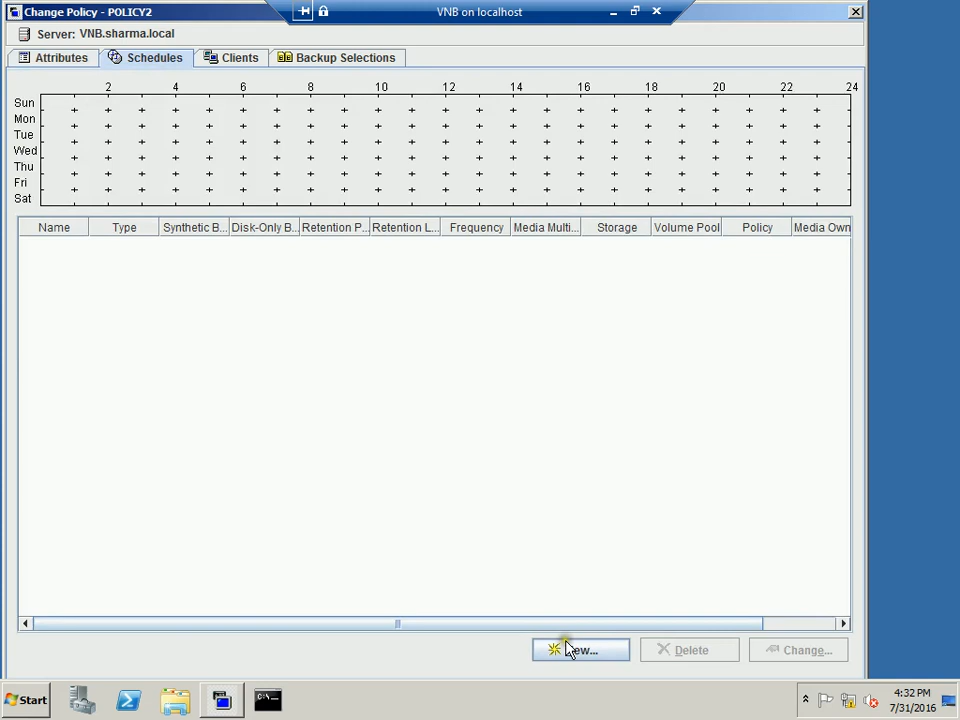 Change Policy - POLICY2
VNB on localhost
Server: VNB.sharma.local
Attributes Schedules Clients Backup Selections
2 4 6 8 10 12 14 16 18 20 22 24
Sun
Mon
Tue
Wed
Thu
Fri
Sat
Name Type Synthetic B... Disk-Only B... Retention P... Retention L... Frequency Media Multi... Storage Volume Pool Policy Media Own
Delete Change...
Start
C:\
4:32 PM
7/31/2016